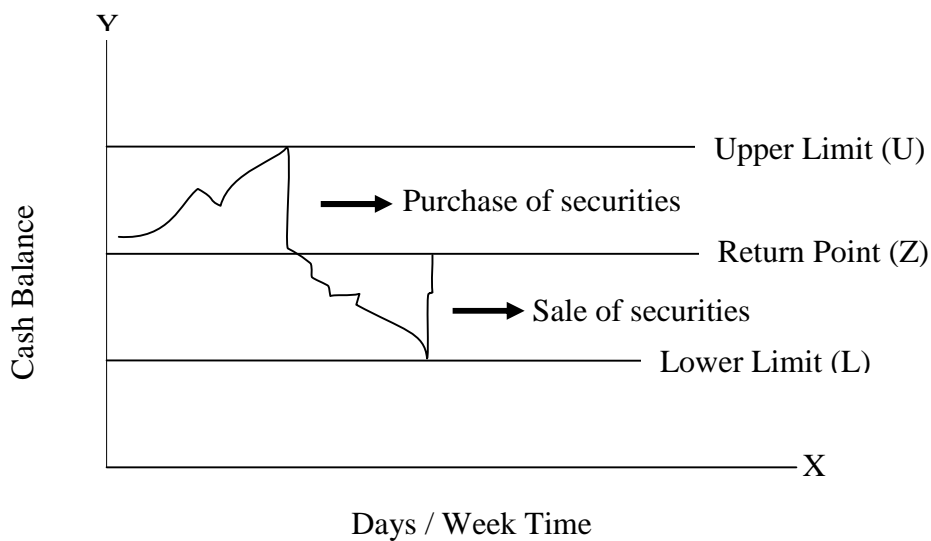 Y
Upper Limit (U)
Purchase of securities
Return Point (Z)
Sale of securities
Lower Limit (L)
Cash Balance
X
Days / Week Time